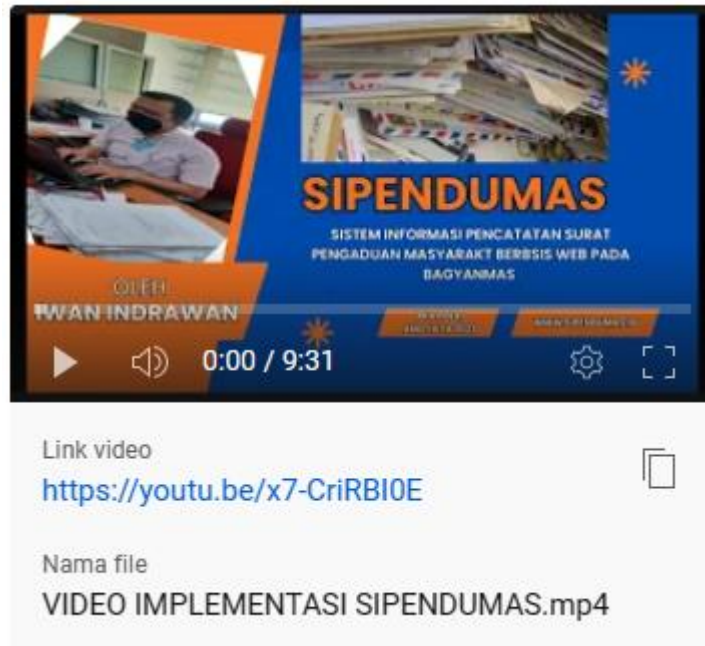 SIPENDUMAS
SISTEM INFORMASI PENCATATAN SURAT
PENGADUAN MASYARAKT BERBSIS WEB PADA
BAGYANMAS
OLEH
IWAN INDRAWAN
0:00 / 9:31
Link video
https://youtu.be/x7-CriRBI0E
Nama file
VIDEO IMPLEMENTASI SIPENDUMAS.mp4